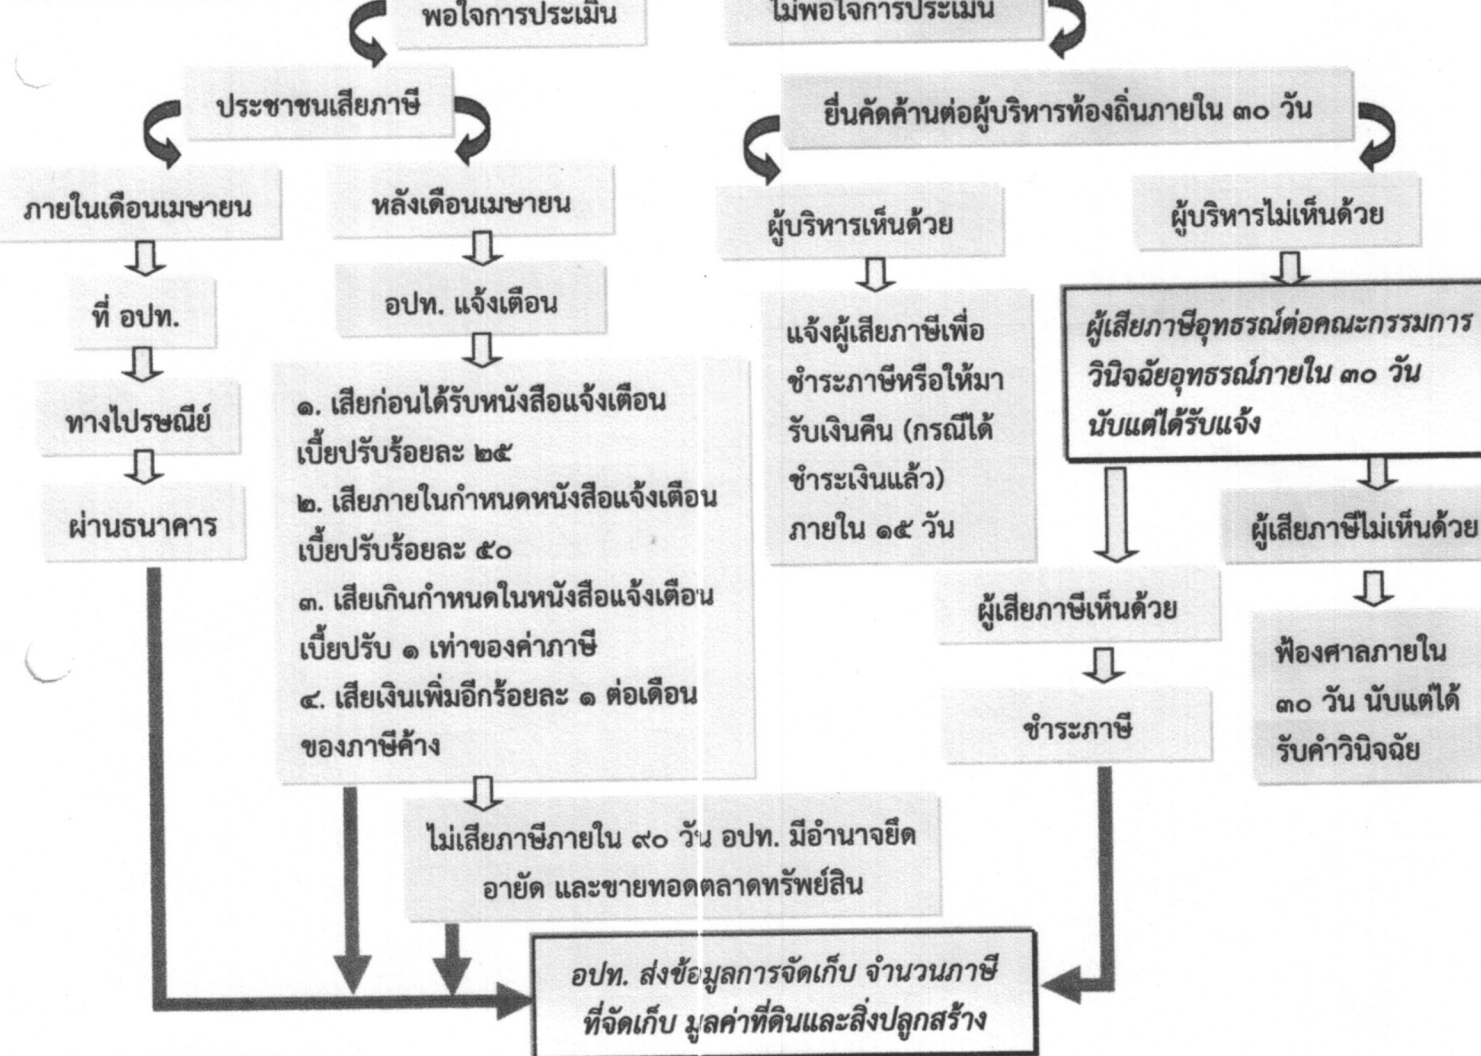 พอใจการประเมิน
ไม่พอใจการประเมิน
ประชาชนเสียภาษี
ยื่นคัดค้านต่อผู้บริหารท้องถิ่นภายใน ๓๐ วัน
ภายในเดือนเมษายน
หลังเดือนเมษายน
ผู้บริหารเห็นด้วย
ผู้บริหารไม่เห็นด้วย
ที่ อปท.
ทางไปรษณีย์
ผ่านธนาคาร
อปท. แจ้งเตือน
๑. เสียก่อนได้รับหนังสือแจ้งเตือน
เบี้ยปรับร้อยละ ๒๕
๒. เสียภายในกำหนดหนังสือแจ้งเตือน
เบี้ยปรับร้อยละ ๕๐
๓. เสียเกินกำหนดในหนังสือแจ้งเตือน
เบี้ยปรับ ๑ เท่าของค่าภาษี
๔. เสียเงินเพิ่มอีกร้อยละ ๑ ต่อเดือน
ของภาษีค้าง
ไม่เสียภาษีภายใน ๙๐ วัน อปท. มีอำนาจยึด
อายัด และขายทอดตลาดทรัพย์สิน
แจ้งผู้เสียภาษีเพื่อ
ชำระภาษีหรือให้มา
รับเงินคืน (กรณีได้
ชำระเงินแล้ว)
ภายใน ๑๕ วัน
ผู้เสียภาษีอุทธรณ์ต่อคณะกรรมการ
วินิจฉัยอุทธรณ์ภายใน ๓๐ วัน
นับแต่ได้รับแจ้ง
ผู้เสียภาษีเห็นด้วย
ชำระภาษี
ผู้เสียภาษีไม่เห็นด้วย
ฟ้องศาลภายใน
๓๐ วัน นับแต่ได้
รับคำวินิจฉัย
อปท. ส่งข้อมูลการจัดเก็บ จำนวนภาษี
ที่จัดเก็บ มูลค่าที่ดินและสิ่งปลูกสร้าง